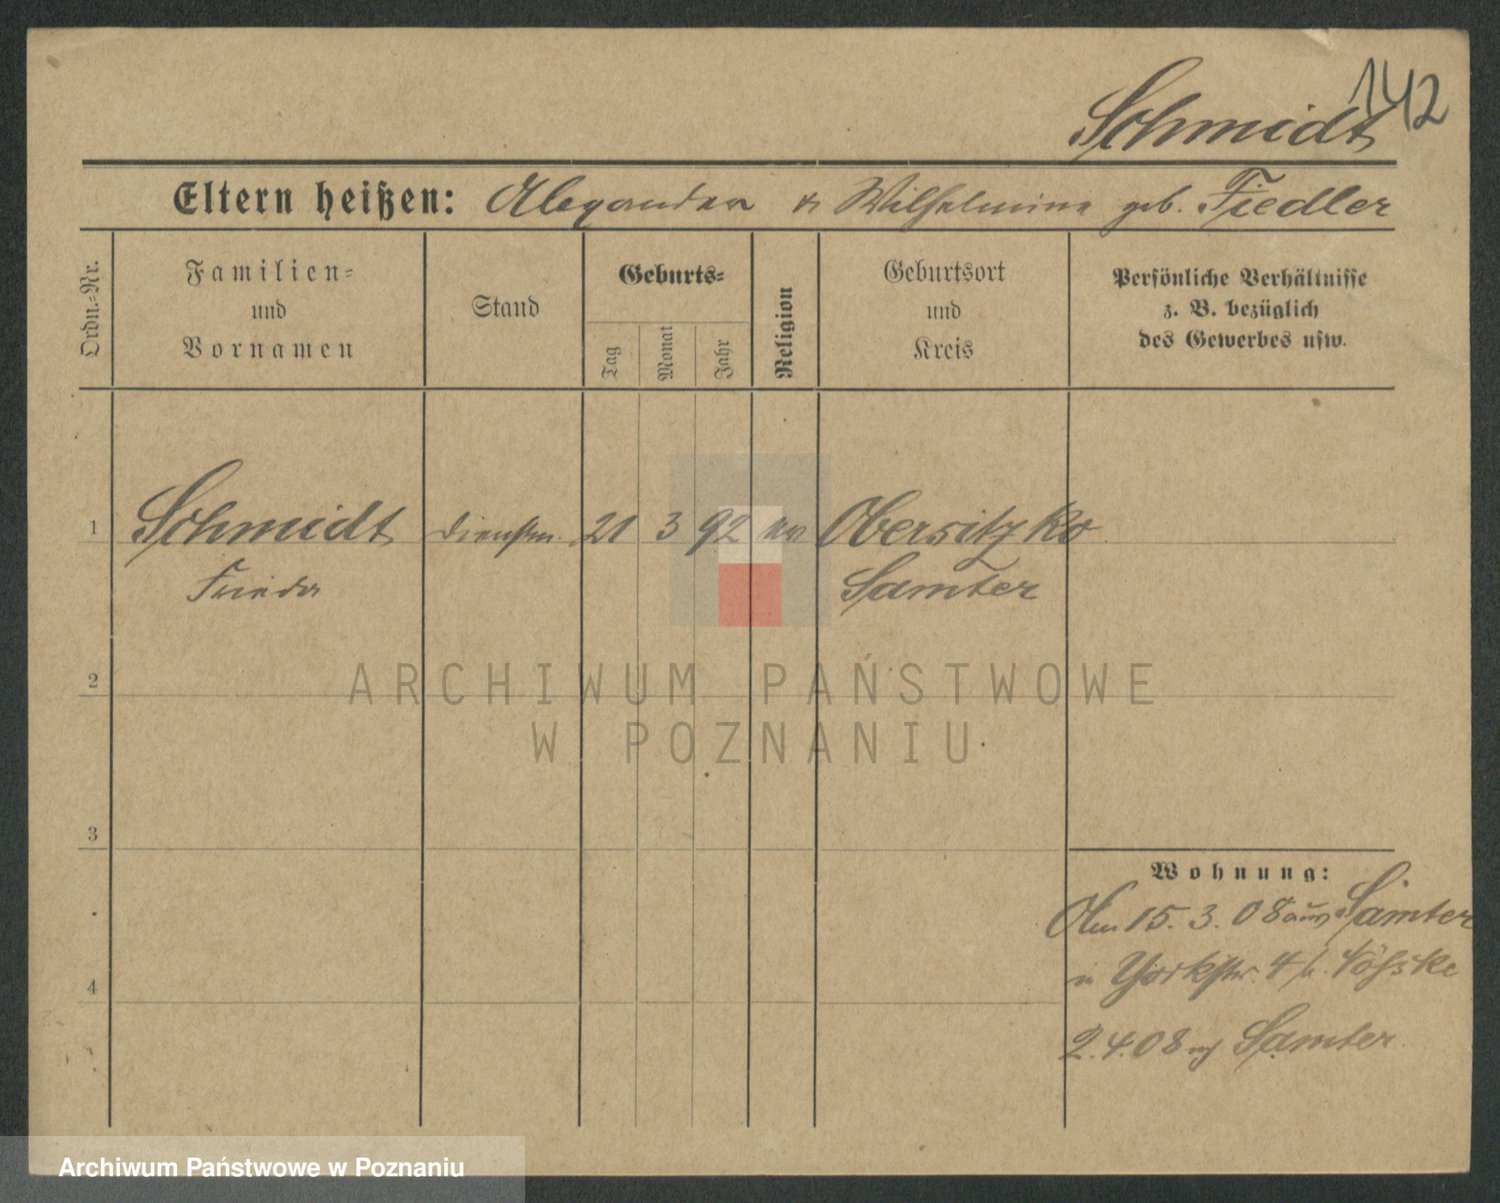 142
Schmidt
Eltern heißen: Alexander & Wilhelmine geb. Fiedler
Ordn.-Nr.
Familien-
und
Vornamen
Stand
Geburts-
Tag
Monat
Jahr
Religion
Geburtsort
und
Kreis
Persönliche Verhältnisse
z. B. bezüglich
des Gewerbes usw.
1 Schmidt Dienstm. 21 3 92 ev Obersitzko
Frieda Samter
2
ARCHIWUM PAŃSTWOWE
W POZNANIU
3
Wohnung:
15. 3. 08 aus Samter
4
in Yorkstr. 4 b.
2. 4. 08 Samter
Archiwum Państwowe w Poznaniu